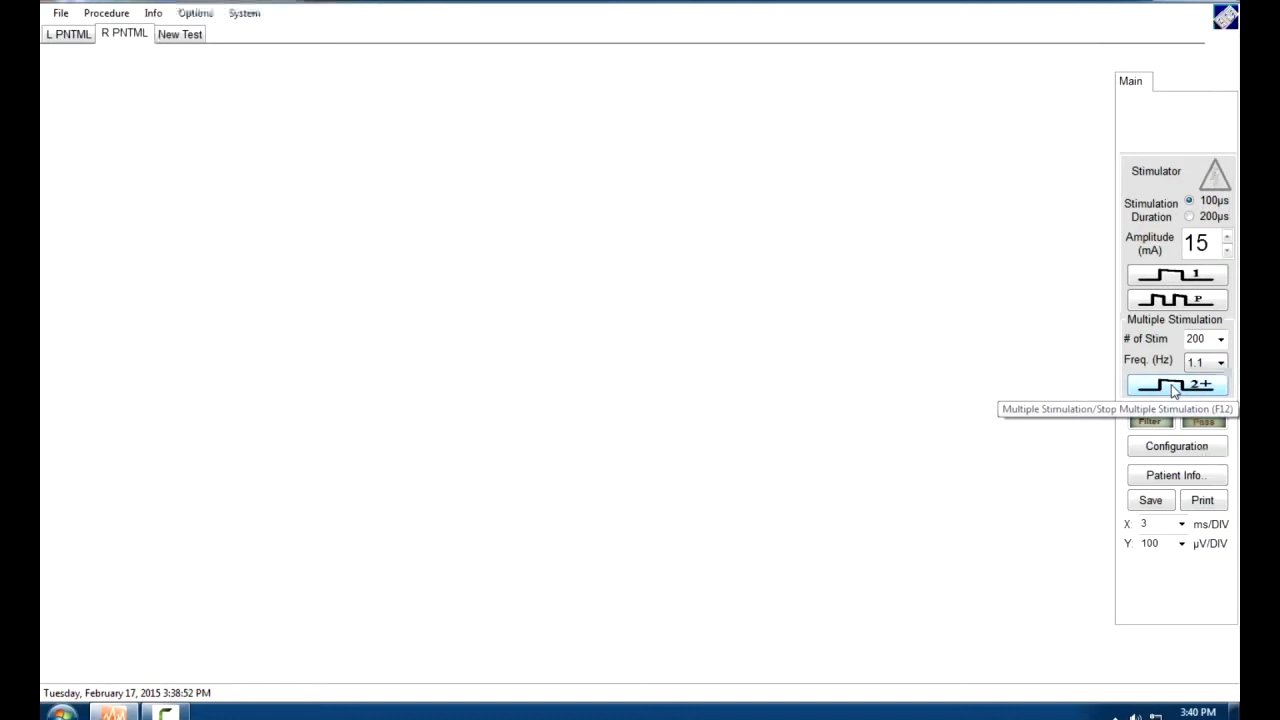 File Procedure Info Options System
L PNTML R PNTML New Test
Main
Stimulator
Stimulation Duration
100µs
200µs
Amplitude (mA)
15
1
P
Multiple Stimulation
# of Stim 200
Freq. (Hz) 1.1
2+
Multiple Stimulation/Stop Multiple Stimulation (F12)
Filter Pass
Configuration
Patient Info..
Save Print
X: 3 ms/DIV
Y: 100 µV/DIV
Tuesday, February 17, 2015 3:38:52 PM
3:40 PM